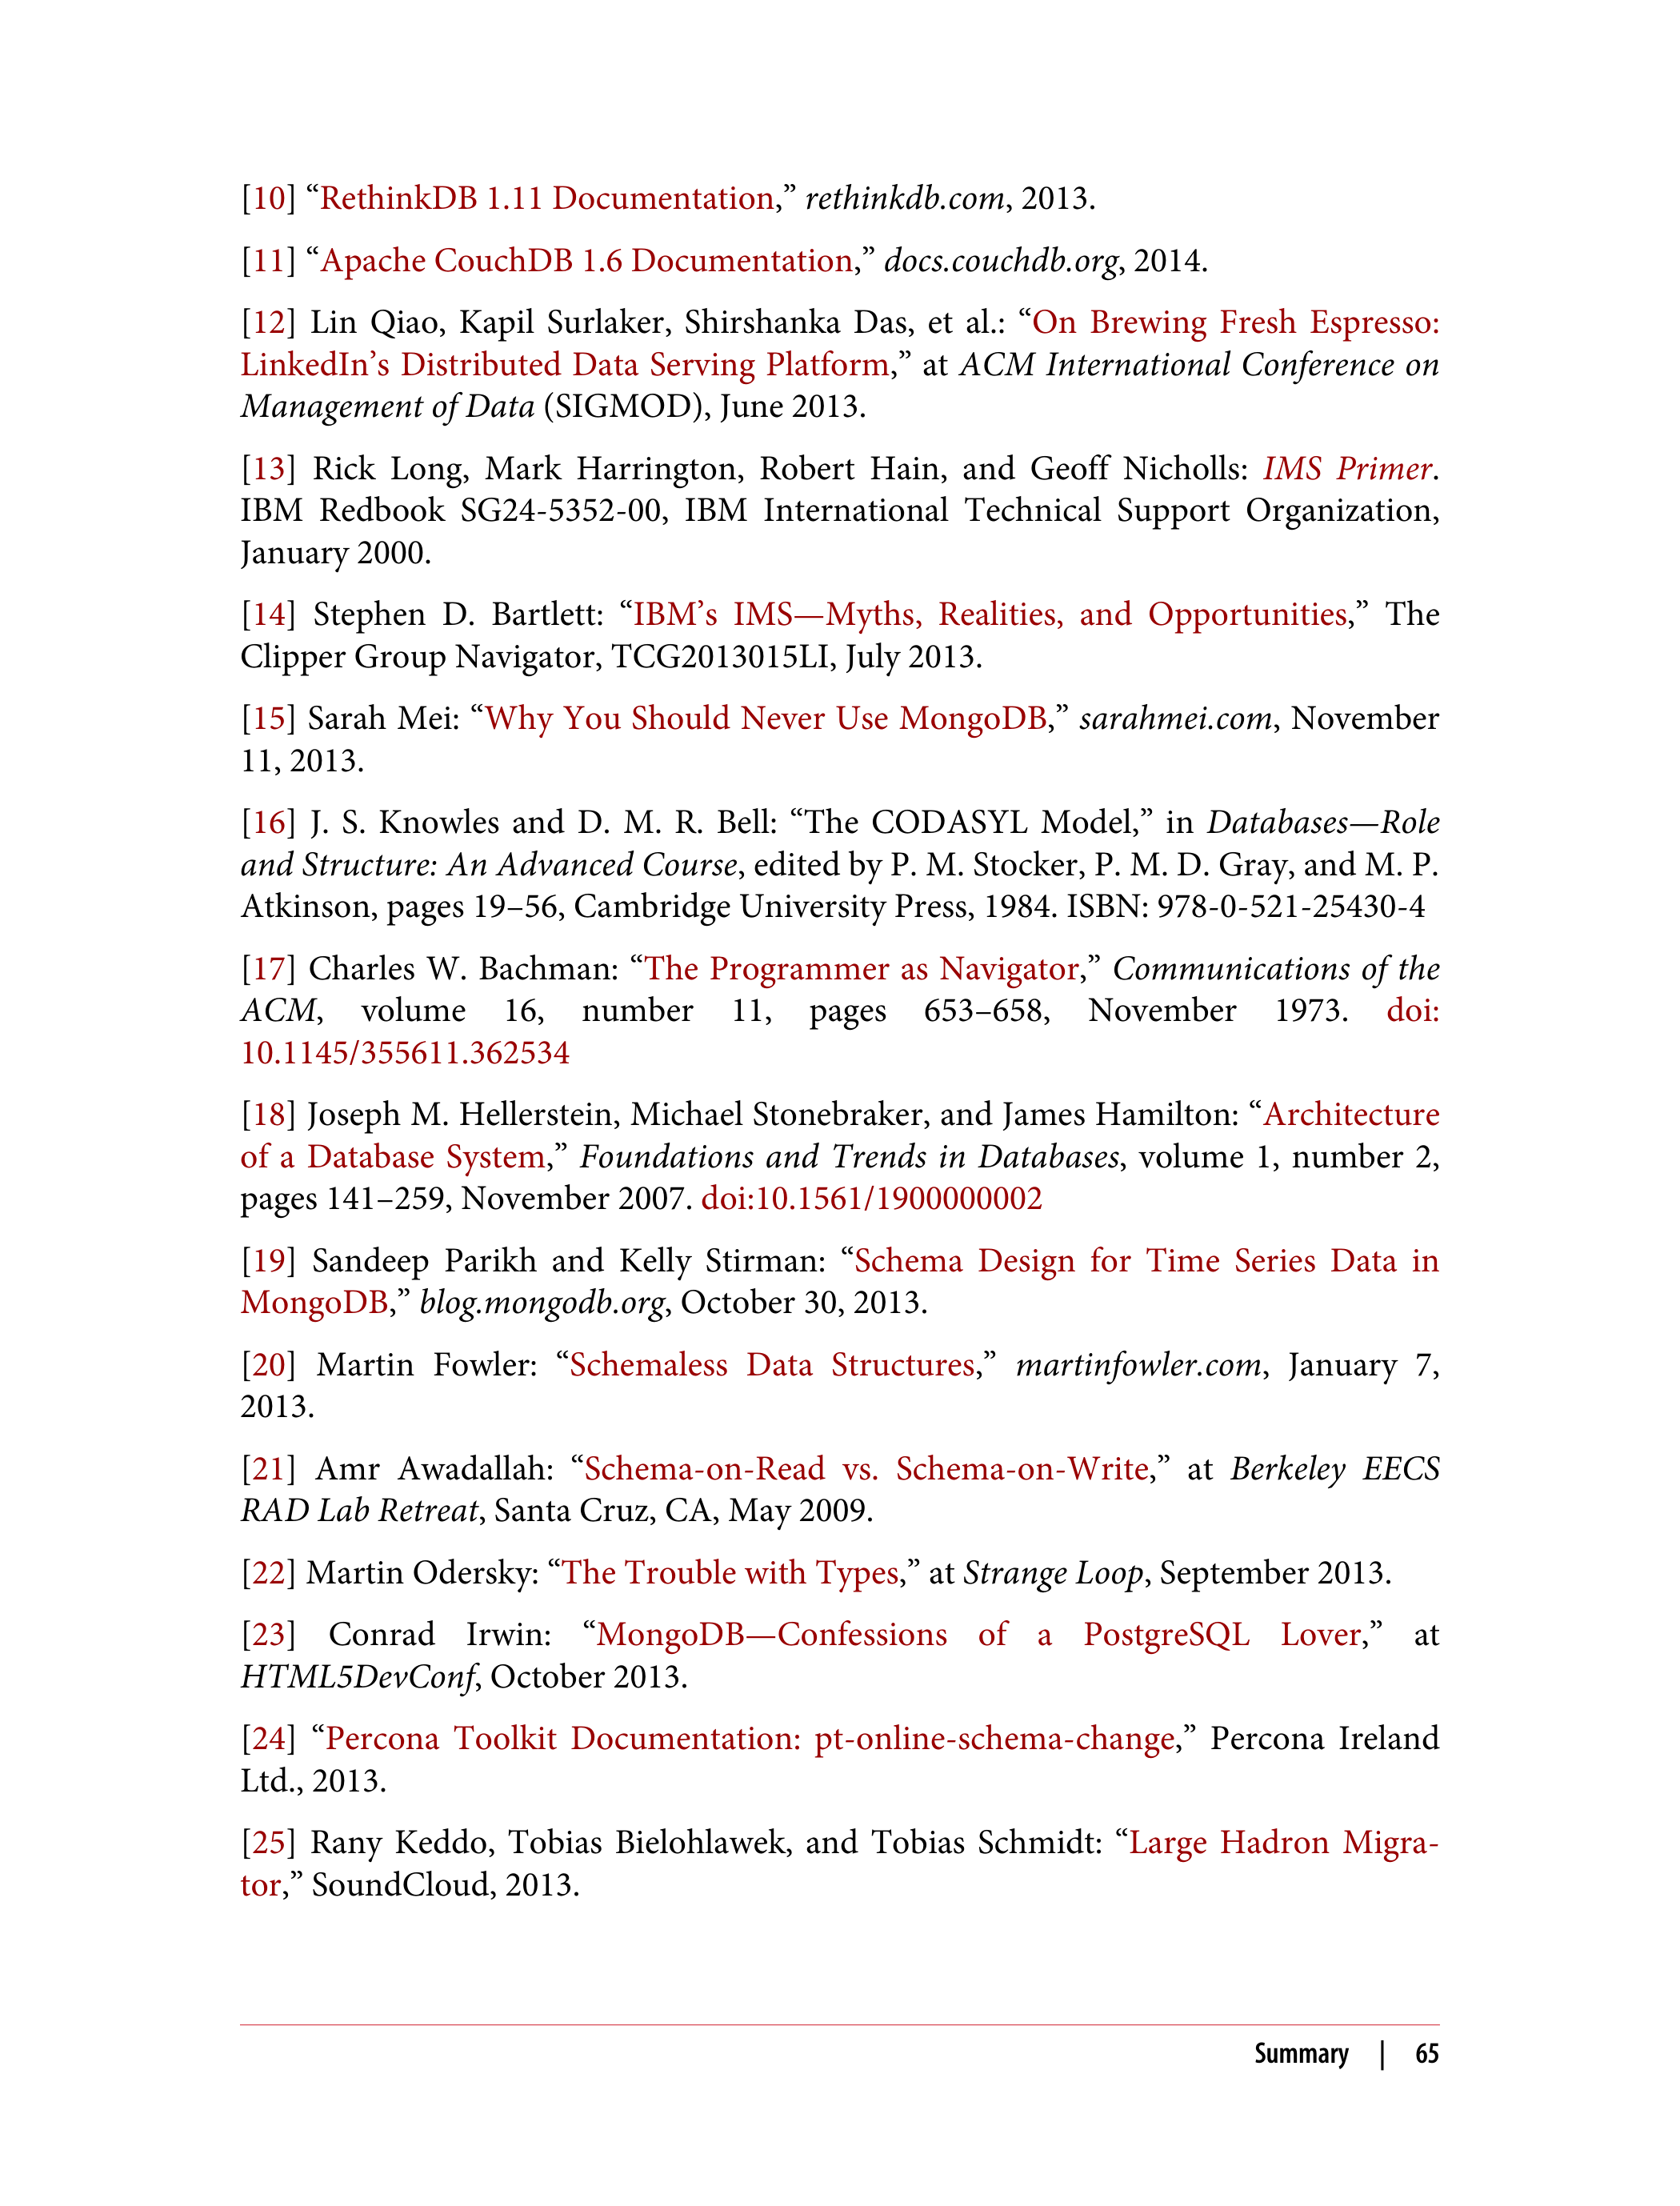 [10] “RethinkDB 1.11 Documentation,” rethinkdb.com, 2013.
[11] “Apache CouchDB 1.6 Documentation,” docs.couchdb.org, 2014.
[12] Lin Qiao, Kapil Surlaker, Shirshanka Das, et al.: “On Brewing Fresh Espresso:
LinkedIn’s Distributed Data Serving Platform,” at ACM International Conference on
Management of Data (SIGMOD), June 2013.
[13] Rick Long, Mark Harrington, Robert Hain, and Geoff Nicholls: IMS Primer.
IBM Redbook SG24-5352-00, IBM International Technical Support Organization,
January 2000.
[14] Stephen D. Bartlett: “IBM’s IMS—Myths, Realities, and Opportunities,” The
Clipper Group Navigator, TCG2013015LI, July 2013.
[15] Sarah Mei: “Why You Should Never Use MongoDB,” sarahmei.com, November
11, 2013.
[16] J. S. Knowles and D. M. R. Bell: “The CODASYL Model,” in Databases—Role
and Structure: An Advanced Course, edited by P. M. Stocker, P. M. D. Gray, and M. P.
Atkinson, pages 19–56, Cambridge University Press, 1984. ISBN: 978-0-521-25430-4
[17] Charles W. Bachman: “The Programmer as Navigator,” Communications of the
ACM, volume 16, number 11, pages 653–658, November 1973. doi:
10.1145/355611.362534
[18] Joseph M. Hellerstein, Michael Stonebraker, and James Hamilton: “Architecture
of a Database System,” Foundations and Trends in Databases, volume 1, number 2,
pages 141–259, November 2007. doi:10.1561/1900000002
[19] Sandeep Parikh and Kelly Stirman: “Schema Design for Time Series Data in
MongoDB,” blog.mongodb.org, October 30, 2013.
[20] Martin Fowler: “Schemaless Data Structures,” martinfowler.com, January 7,
2013.
[21] Amr Awadallah: “Schema-on-Read vs. Schema-on-Write,” at Berkeley EECS
RAD Lab Retreat, Santa Cruz, CA, May 2009.
[22] Martin Odersky: “The Trouble with Types,” at Strange Loop, September 2013.
[23] Conrad Irwin: “MongoDB—Confessions of a PostgreSQL Lover,” at
HTML5DevConf, October 2013.
[24] “Percona Toolkit Documentation: pt-online-schema-change,” Percona Ireland
Ltd., 2013.
[25] Rany Keddo, Tobias Bielohlawek, and Tobias Schmidt: “Large Hadron Migra-
tor,” SoundCloud, 2013.
Summary | 65